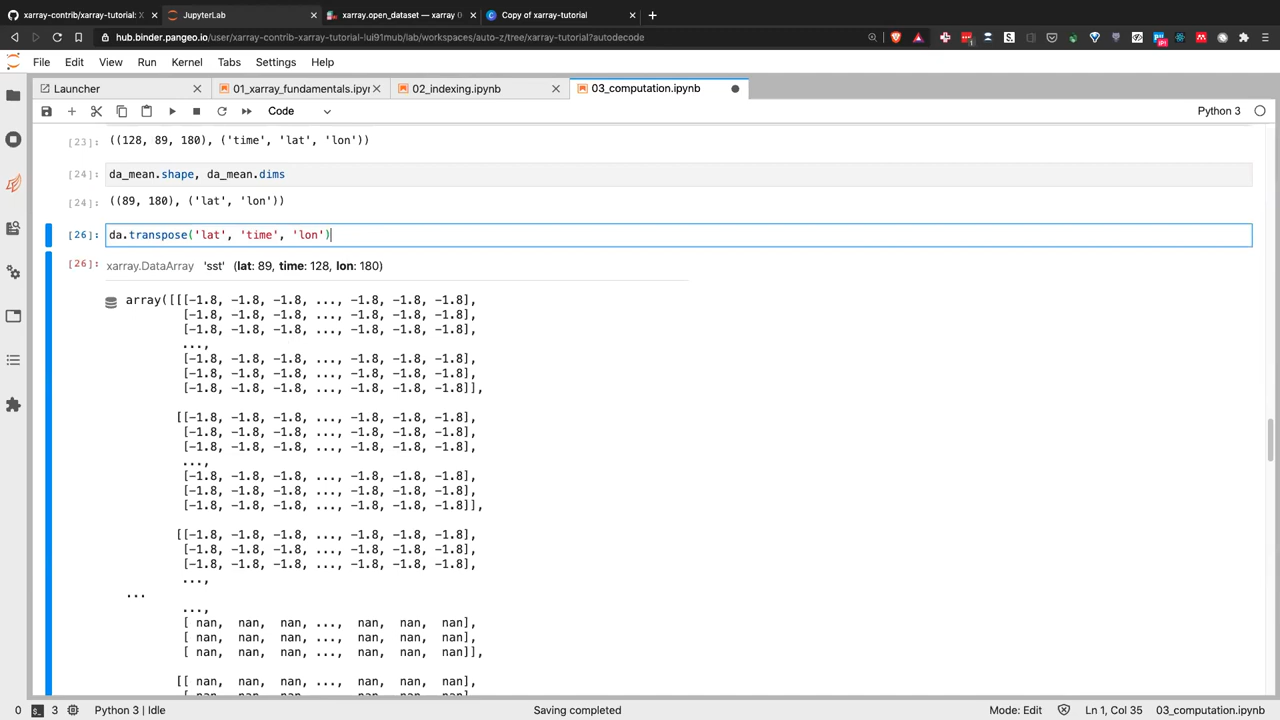 xarray-contrib/xarray-tutorial: X
JupyterLab
xarray.open_dataset — xarray
Copy of xarray-tutorial
hub.binder.pangeo.io/user/xarray-contrib-xarray-tutorial-lui91mub/lab/workspaces/auto-z/tree/xarray-tutorial?autodecode
File Edit View Run Kernel Tabs Settings Help
Launcher
01_xarray_fundamentals.ipyr
02_indexing.ipynb
03_computation.ipynb
Code
Python 3
[23]: ((128, 89, 180), ('time', 'lat', 'lon'))
[24]: da_mean.shape, da_mean.dims
[24]: ((89, 180), ('lat', 'lon'))
[26]: da.transpose('lat', 'time', 'lon')
[26]: xarray.DataArray 'sst' (lat: 89, time: 128, lon: 180)
array([[[-1.8, -1.8, -1.8, ..., -1.8, -1.8, -1.8],
[-1.8, -1.8, -1.8, ..., -1.8, -1.8, -1.8],
[-1.8, -1.8, -1.8, ..., -1.8, -1.8, -1.8],
...,
[-1.8, -1.8, -1.8, ..., -1.8, -1.8, -1.8],
[-1.8, -1.8, -1.8, ..., -1.8, -1.8, -1.8],
[-1.8, -1.8, -1.8, ..., -1.8, -1.8, -1.8]],
[[-1.8, -1.8, -1.8, ..., -1.8, -1.8, -1.8],
[-1.8, -1.8, -1.8, ..., -1.8, -1.8, -1.8],
[-1.8, -1.8, -1.8, ..., -1.8, -1.8, -1.8],
...,
[-1.8, -1.8, -1.8, ..., -1.8, -1.8, -1.8],
[-1.8, -1.8, -1.8, ..., -1.8, -1.8, -1.8],
[-1.8, -1.8, -1.8, ..., -1.8, -1.8, -1.8]],
[[-1.8, -1.8, -1.8, ..., -1.8, -1.8, -1.8],
[-1.8, -1.8, -1.8, ..., -1.8, -1.8, -1.8],
[-1.8, -1.8, -1.8, ..., -1.8, -1.8, -1.8],
...,
...
...,
[ nan, nan, nan, ..., nan, nan, nan],
[ nan, nan, nan, ..., nan, nan, nan],
[ nan, nan, nan, ..., nan, nan, nan]],
[[ nan, nan, nan, ..., nan, nan, nan],
0 3 Python 3 | Idle Saving completed Mode: Edit Ln 1, Col 35 03_computation.ipynb